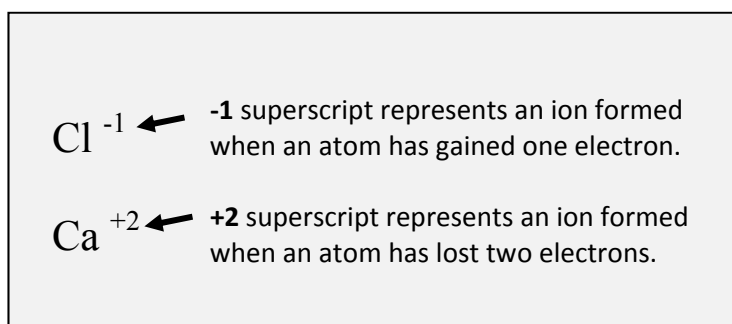 Cl -1 -1 superscript represents an ion formed
when an atom has gained one electron.
Ca +2 +2 superscript represents an ion formed
when an atom has lost two electrons.